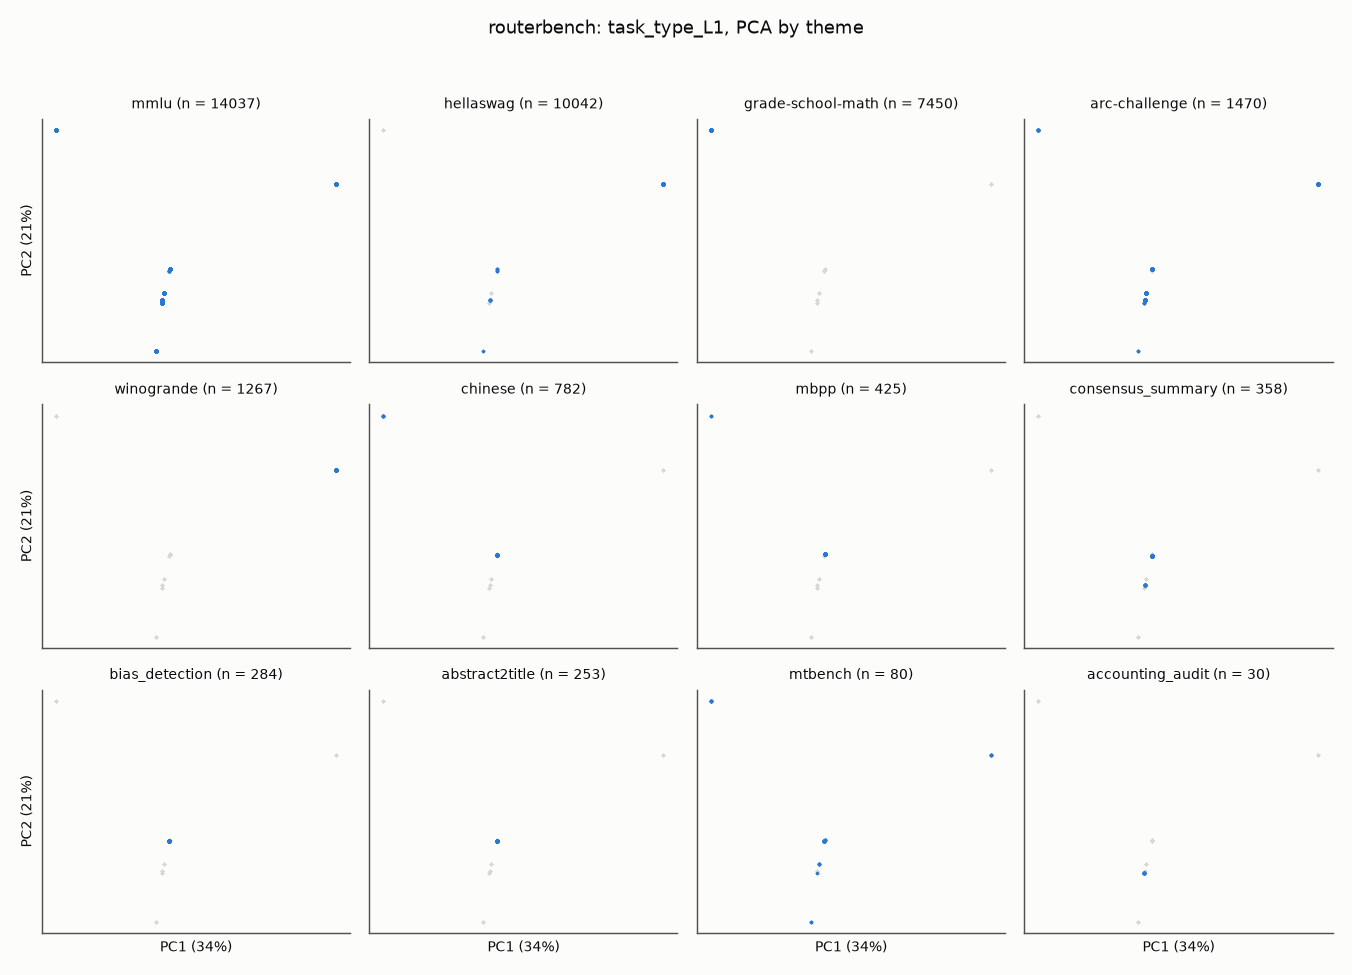 routerbench: task_type_L1, PCA by theme
mmlu (n = 14037)
hellaswag (n = 10042)
grade-school-math (n = 7450)
arc-challenge (n = 1470)
PC2 (21%)
winogrande (n = 1267)
chinese (n = 782)
mbpp (n = 425)
consensus_summary (n = 358)
PC2 (21%)
bias_detection (n = 284)
abstract2title (n = 253)
mtbench (n = 80)
accounting_audit (n = 30)
PC2 (21%)
PC1 (34%)
PC1 (34%)
PC1 (34%)
PC1 (34%)